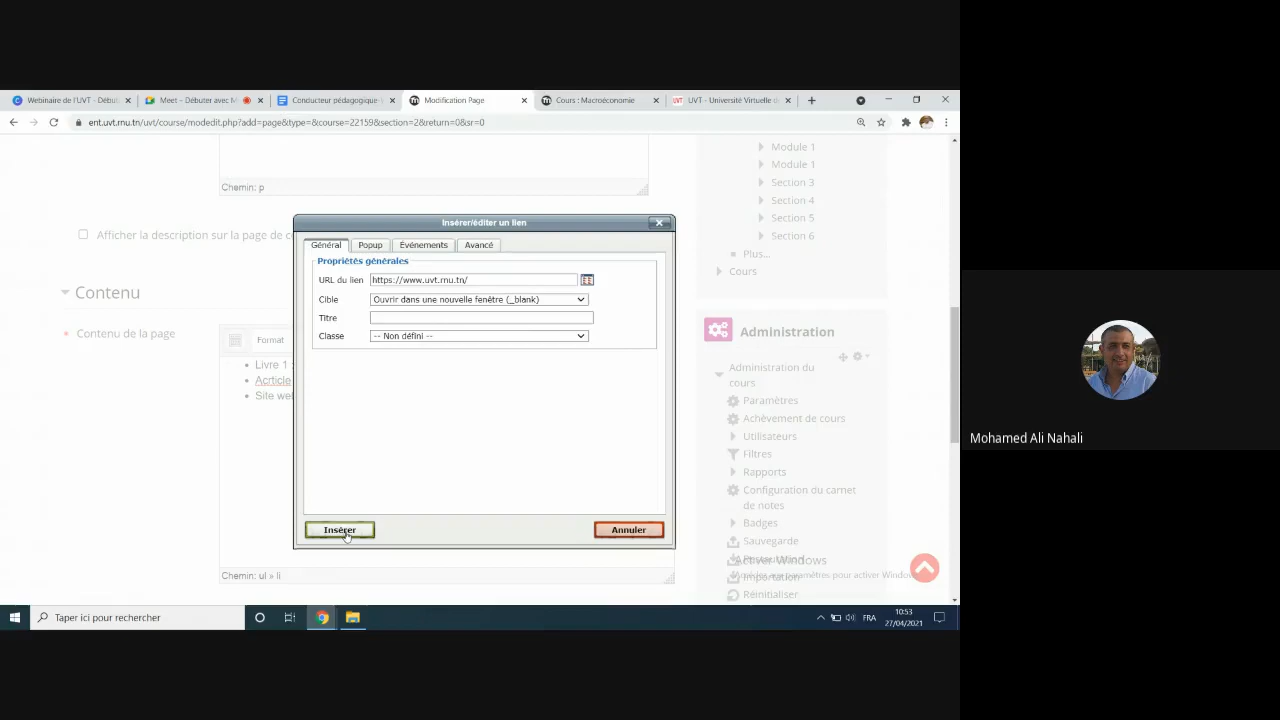 Webinaire de l'UVT - Débu
Meet – Débuter avec M
Conducteur pédagogique-
Modification Page
Cours : Macroéconomie
UVT - Université Virtuelle d
ent.uvt.rnu.tn/uvt/course/modedit.php?add=page&type=&course=22159&section=2&return=0&sr=0
Module 1
Module 1
Section 3
Section 4
Section 5
Section 6
Plus...
Cours
Chemin: p
Afficher la description sur la page de c
Contenu
Contenu de la page
Format
Livre 1 :
Acrticle
Site we
Chemin: ul » li
Insérer/éditer un lien
Général
Popup
Événements
Avancé
Propriétés générales
URL du lien
https://www.uvt.rnu.tn/
Cible
Ouvrir dans une nouvelle fenêtre (_blank)
Titre
Classe
-- Non défini --
Insérer
Annuler
Administration
Administration du
cours
Paramètres
Achèvement de cours
Utilisateurs
Filtres
Rapports
Configuration du carnet
de notes
Badges
Sauvegarde
Activer Windows
paramètres pour activer Windows
Importation
Réinitialiser
Taper ici pour rechercher
FRA
10:53
27/04/2021
Mohamed Ali Nahali